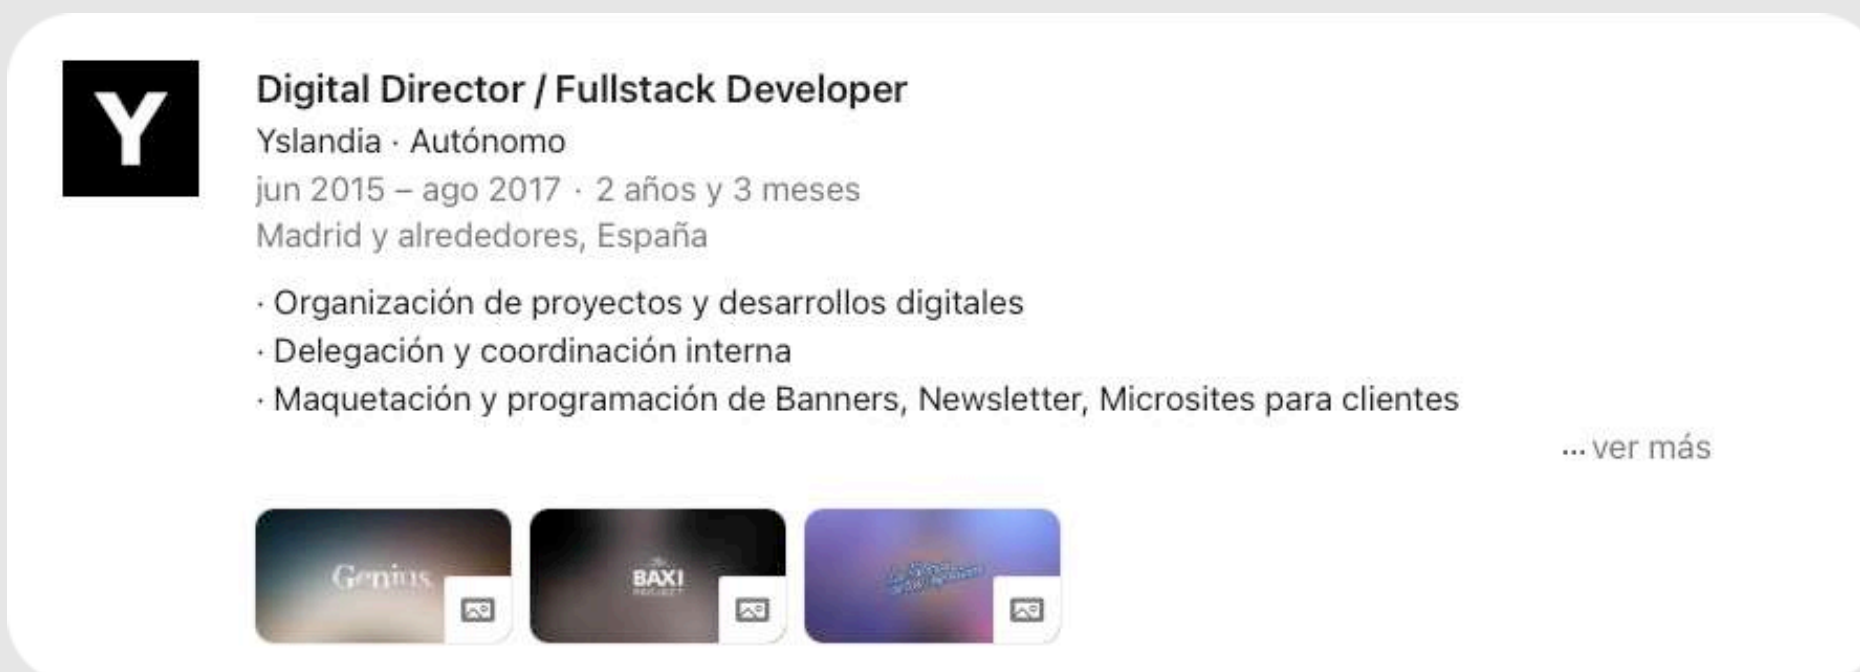 Y
Digital Director / Fullstack Developer
Yslandia · Autónomo
jun 2015 – ago 2017 · 2 años y 3 meses
Madrid y alrededores, España
· Organización de proyectos y desarrollos digitales
· Delegación y coordinación interna
· Maquetación y programación de Banners, Newsletter, Microsites para clientes
... ver más
Genius
BAXI
PROJECT